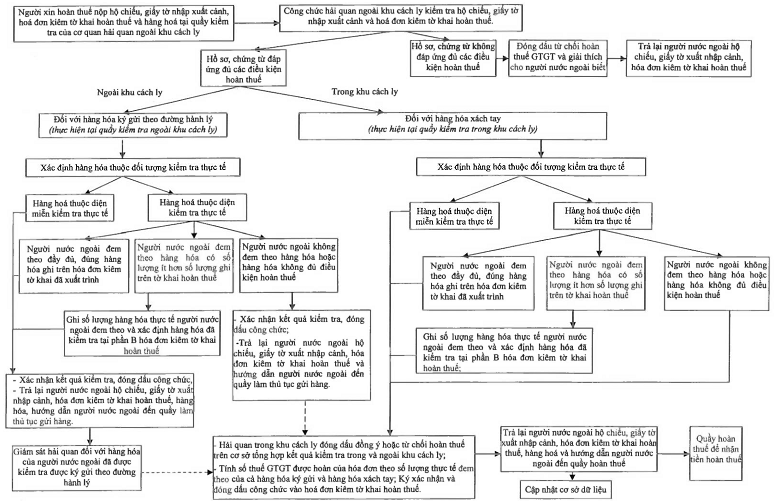 Người xin hoàn thuế nộp hộ chiếu, giấy tờ nhập xuất cảnh,
hoá đơn kiêm tờ khai hoàn thuế và hàng hoá tại quầy kiểm tra
của cơ quan hải quan ngoài khu cách ly
Công chức hải quan ngoài khu cách ly kiểm tra hộ chiếu, giấy tờ
nhập xuất cảnh và hoá đơn kiêm tờ khai hoàn thuế.
Hồ sơ, chứng từ đáp
ứng đủ các điều kiện
hoàn thuế
Hồ sơ, chứng từ không
đáp ứng đủ các điều
kiện hoàn thuế
Đóng dấu từ chối hoàn
thuế GTGT và giải thích
cho người nước ngoài biết
Trả lại người nước ngoài hộ
chiếu, giấy tờ xuất nhập cảnh,
hóa đơn kiêm tờ khai hoàn thuế
Ngoài khu cách ly
Trong khu cách ly
Đối với hàng hóa ký gửi theo đường hành lý
(thực hiện tại quầy kiểm tra ngoài khu cách ly)
Đối với hàng hóa xách tay
(thực hiện tại quầy kiểm tra trong khu cách ly)
Xác định hàng hóa thuộc đối tượng kiểm tra thực tế
Xác định hàng hóa thuộc đối tượng kiểm tra thực tế
Hàng hoá thuộc diện
miễn kiểm tra thực tế
Hàng hoá thuộc diện
kiểm tra thực tế
Hàng hoá thuộc diện
miễn kiểm tra thực tế
Hàng hoá thuộc diện
kiểm tra thực tế
Người nước ngoài đem
theo đầy đủ, đúng hàng
hóa ghi trên hóa đơn kiêm
tờ khai đã xuất trình
Người nước ngoài đem
theo hàng hóa có số
lượng ít hơn số lượng ghi
trên tờ khai hoàn thuế
Người nước ngoài không đem
theo hàng hóa hoặc
hàng hóa không đủ điều
kiện hoàn thuế
Người nước ngoài đem
theo đầy đủ, đúng hàng
hóa ghi trên hóa đơn kiêm
tờ khai đã xuất trình
Người nước ngoài đem
theo hàng hóa có số
lượng ít hơn số lượng ghi
trên tờ khai hoàn thuế
Người nước ngoài không đem
theo hàng hóa hoặc
hàng hóa không đủ điều
kiện hoàn thuế
Ghi số lượng hàng hóa thực tế người nước
ngoài đem theo và xác định hàng hóa đã
kiểm tra tại phần B hóa đơn kiêm tờ khai
hoàn thuế
- Xác nhận kết quả kiểm tra, đóng
dấu công chức;
-Trả lại người nước ngoài hộ
chiếu, giấy tờ xuất nhập cảnh, hóa
đơn kiêm tờ khai hoàn thuế và
hướng dẫn người nước ngoài đến
quầy làm thủ tục gửi hàng.
Ghi số lượng hàng hóa thực tế người nước
ngoài đem theo và xác định hàng hóa đã
kiểm tra tại phần B hóa đơn kiêm tờ khai
hoàn thuế;
- Xác nhận kết quả kiểm tra, đóng dấu công chức,
- Trả lại người nước ngoài hộ chiếu, giấy tờ xuất
nhập cảnh, hóa đơn kiêm tờ khai hoàn thuế, hàng
hóa, hướng dẫn người nước ngoài đến quầy làm
thủ tục gửi hàng.
Giám sát hải quan đối với hàng hóa
của người nước ngoài đã được
kiểm tra được ký gửi theo đường
hành lý
- Hải quan trong khu cách ly đóng dấu đồng ý hoặc từ chối hoàn thuế
trên cơ sở tổng hợp kết quả kiểm tra trong và ngoài khu cách ly;
- Tính số thuế GTGT được hoàn của hóa đơn theo số lượng thực tế đem
theo của cả hàng hóa ký gửi và hàng hóa xách tay; Ký xác nhận và
đóng dấu công chức vào hoá đơn kiêm tờ khai hoàn thuế.
Trả lại người nước ngoài hộ chiếu, giấy tờ
xuất nhập cảnh, hóa đơn kiêm tờ khai hoàn
thuế, hàng hoá và hướng dẫn người nước
ngoài đến quầy hoàn thuế
Quầy hoàn
thuế để nhận
tiền hoàn thuế
Cập nhật cơ sở dữ liệu